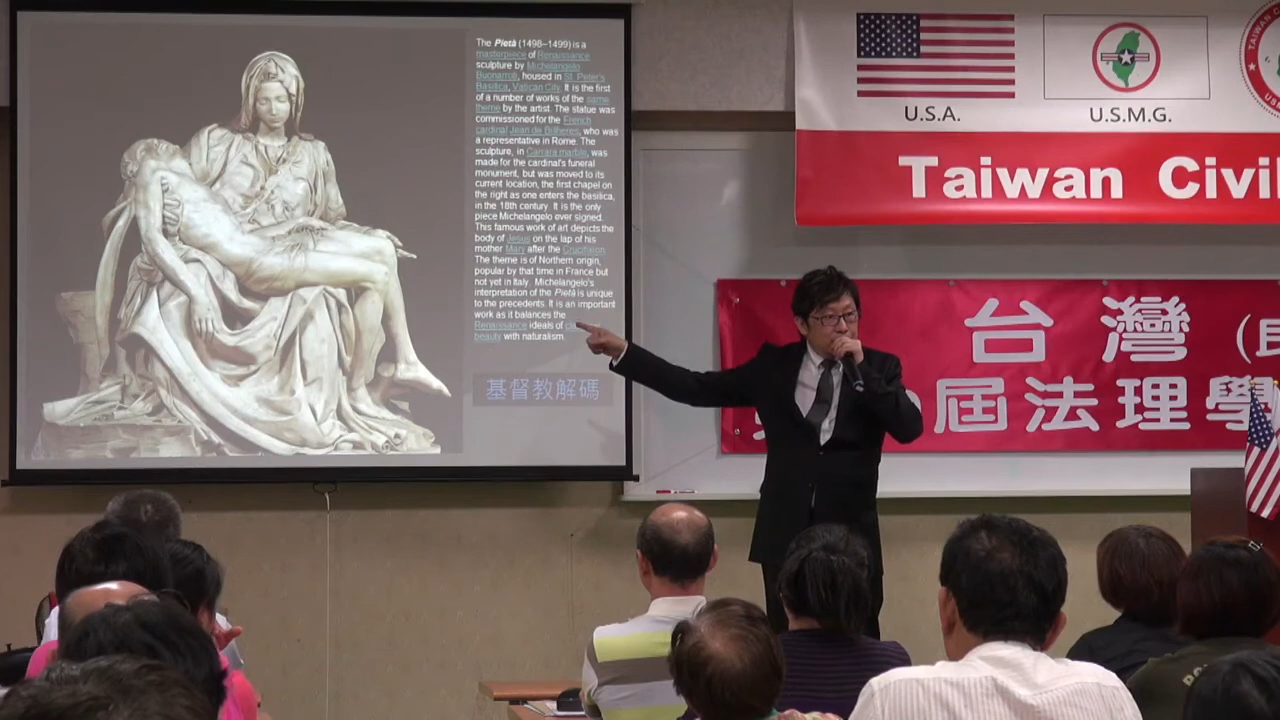 The Pietà (1498–1499) is a
masterpiece of Renaissance
sculpture by Michelangelo
Buonarroti, housed in St. Peter's
Basilica, Vatican City. It is the first
of a number of works of the same
theme by the artist. The statue was
commissioned for the French
cardinal Jean de Billheres, who was
a representative in Rome. The
sculpture, in Carrara marble, was
made for the cardinal's funeral
monument, but was moved to its
current location, the first chapel on
the right as one enters the basilica,
in the 18th century. It is the only
piece Michelangelo ever signed.
This famous work of art depicts the
body of Jesus on the lap of his
mother Mary after the Crucifixion.
The theme is of Northern origin,
popular by that time in France but
not yet in Italy. Michelangelo's
interpretation of the Pietà is unique
to the precedents. It is an important
work as it balances the
Renaissance ideals of
beauty with naturalism.
基督教解碼
U.S.A.
U.S.M.G.
Taiwan Civil
台灣
屆法理學